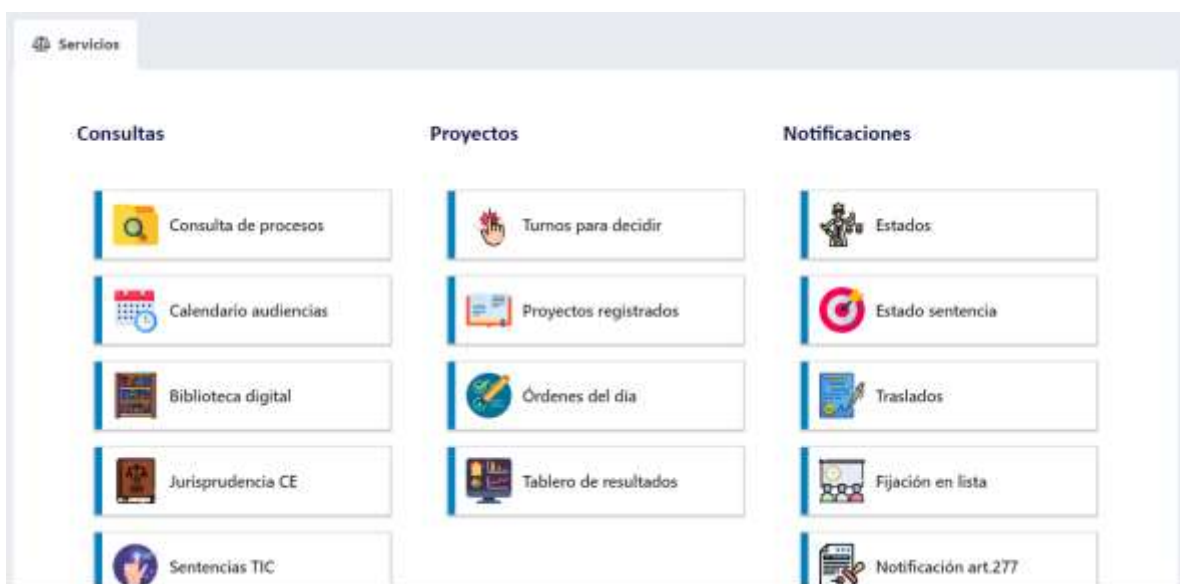 Servicios
Consultas
Consulta de procesos
Calendario audiencias
Biblioteca digital
Jurisprudencia CE
Sentencias TIC
Proyectos
Turnos para decidir
Proyectos registrados
Órdenes del día
Tablero de resultados
Notificaciones
Estados
Estado sentencia
Traslados
Fijación en lista
Notificación art.277